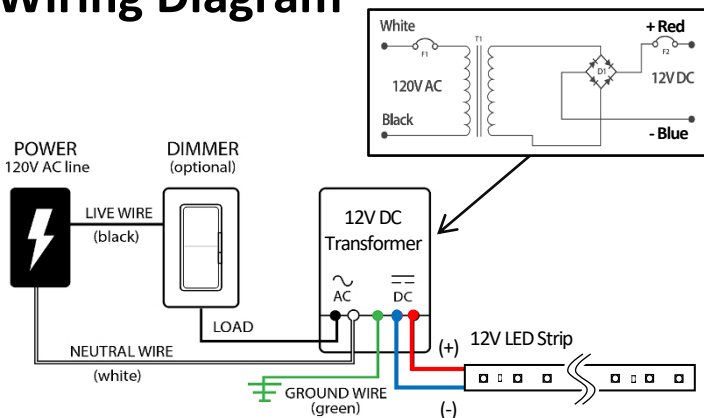 Wiring Diagram
White
F1
T1
120V AC
Black
D1
+ Red
F2
12V DC
- Blue
POWER
120V AC line
DIMMER
(optional)
LIVE WIRE
(black)
12V DC
Transformer
AC
DC
LOAD
NEUTRAL WIRE
(white)
GROUND WIRE
(green)
(+)
12V LED Strip
(-)